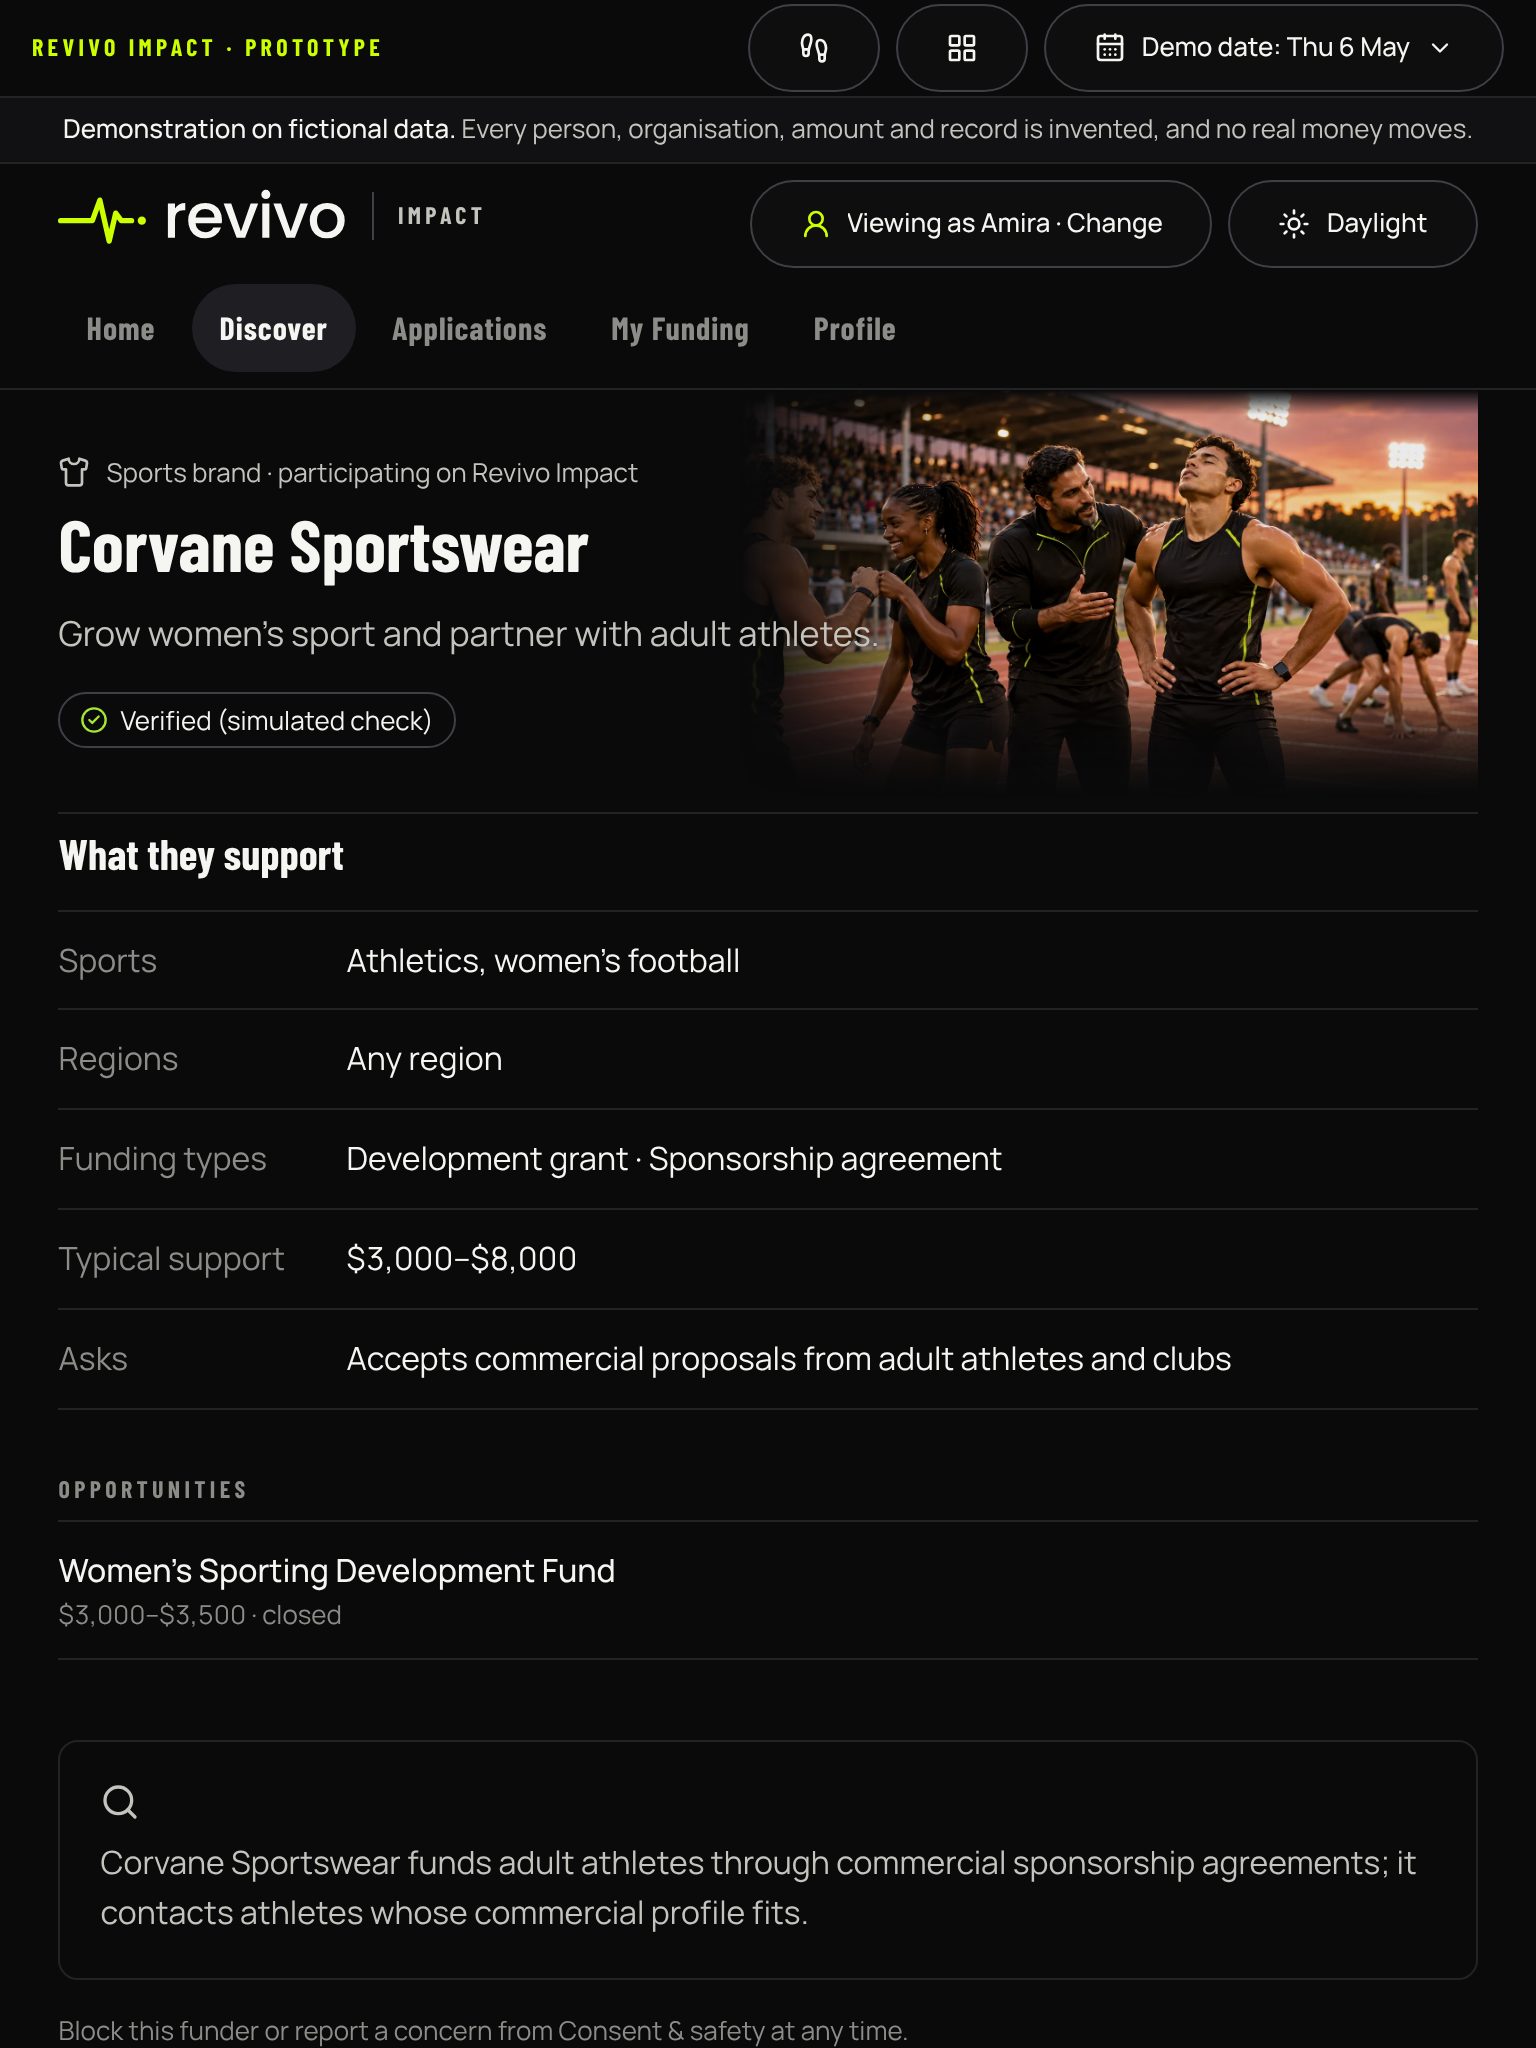 REVIVO IMPACT · PROTOTYPE
Demo date: Thu 6 May
Demonstration on fictional data. Every person, organisation, amount and record is invented, and no real money moves.
revivo IMPACT
Viewing as Amira · Change
Daylight
Home Discover Applications My Funding Profile
Sports brand · participating on Revivo Impact
Corvane Sportswear
Grow women’s sport and partner with adult athletes.
Verified (simulated check)
What they support
Sports Athletics, women’s football
Regions Any region
Funding types Development grant · Sponsorship agreement
Typical support $3,000–$8,000
Asks Accepts commercial proposals from adult athletes and clubs
OPPORTUNITIES
Women’s Sporting Development Fund
$3,000–$3,500 · closed
Corvane Sportswear funds adult athletes through commercial sponsorship agreements; it
contacts athletes whose commercial profile fits.
Block this funder or report a concern from Consent & safety at any time.